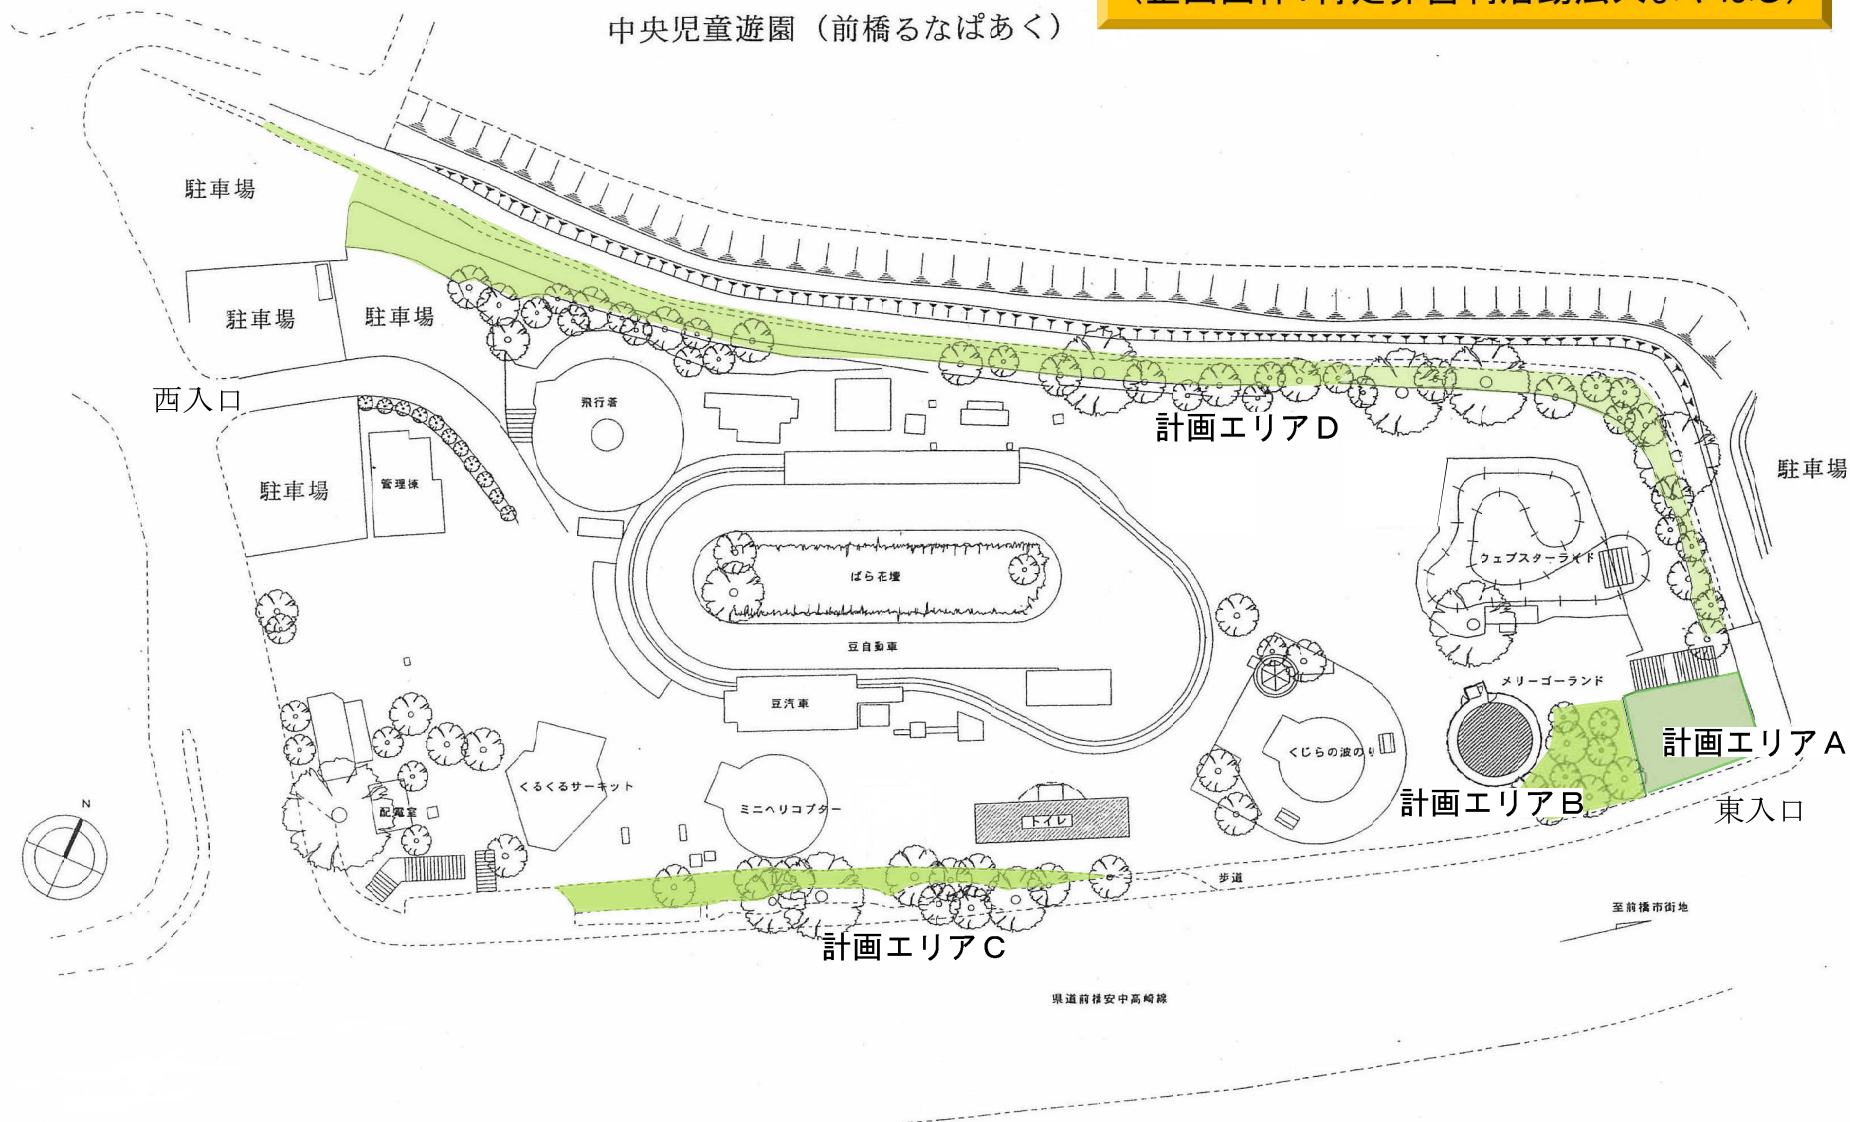 中央児童遊園（前橋るなぱあく）
駐車場
駐車場
駐車場
西入口
駐車場
管理棟
飛行塔
計画エリアD
駐車場
ウェブスターライド
ばら花壇
豆自動車
メリーゴーランド
豆汽車
計画エリアA
くじらの波のり
くるくるサーキット
計画エリアB
ミニヘリコプター
東入口
配電室
トイレ
N
歩道
至前橋市街地
計画エリアC
県道前橋安中高崎線